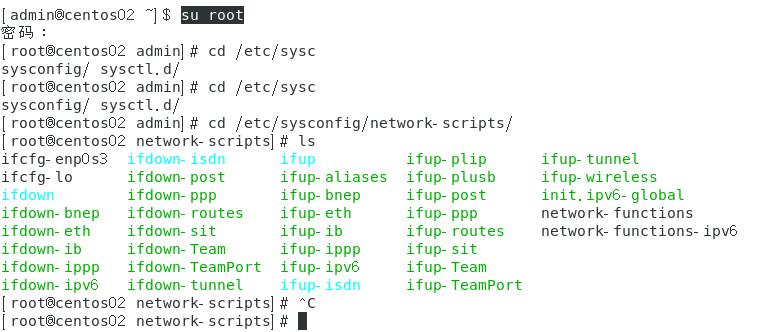 [admin@centos02 ~]$ su root
密码：
[root@centos02 admin]# cd /etc/sysc
sysconfig/ sysctl.d/
[root@centos02 admin]# cd /etc/sysc
sysconfig/ sysctl.d/
[root@centos02 admin]# cd /etc/sysconfig/network-scripts/
[root@centos02 network-scripts]# ls
ifcfg-enp0s3 ifdown-isdn ifup ifup-plip ifup-tunnel
ifcfg-lo ifdown-post ifup-aliases ifup-plusb ifup-wireless
ifdown ifdown-ppp ifup-bnep ifup-post init.ipv6-global
ifdown-bnep ifdown-routes ifup-eth ifup-ppp network-functions
ifdown-eth ifdown-sit ifup-ib ifup-routes network-functions-ipv6
ifdown-ib ifdown-Team ifup-ippp ifup-sit
ifdown-ippp ifdown-TeamPort ifup-ipv6 ifup-Team
ifdown-ipv6 ifdown-tunnel ifup-isdn ifup-TeamPort
[root@centos02 network-scripts]# ^C
[root@centos02 network-scripts]#